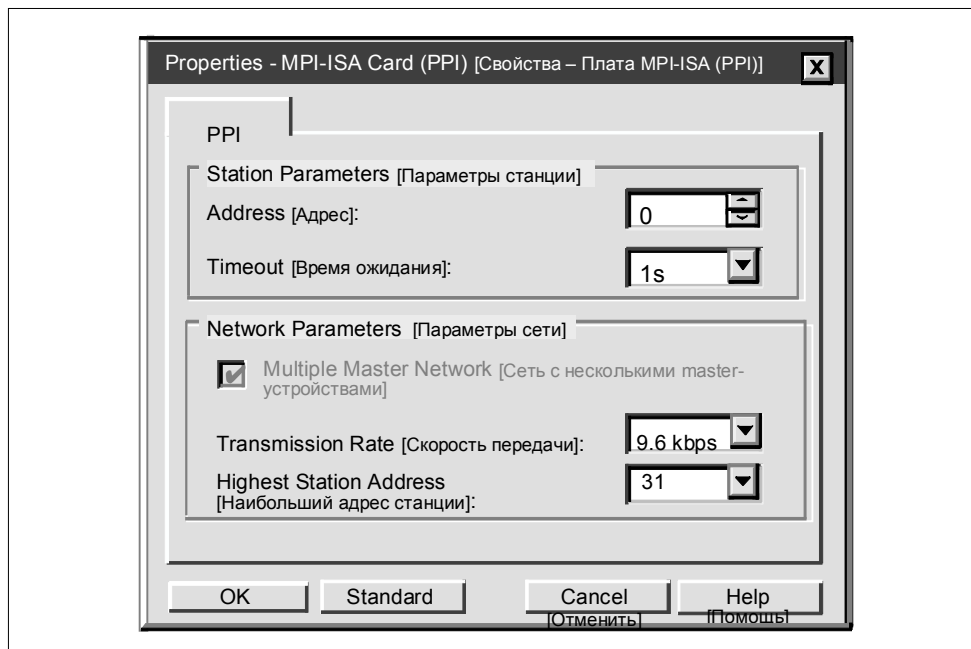 Properties - MPI-ISA Card (PPI) [Свойства – Плата MPI-ISA (PPI)]
X
PPI
Station Parameters [Параметры станции]
Address [Адрес]:
0
Timeout [Время ожидания]:
1s
Network Parameters [Параметры сети]
Multiple Master Network [Сеть с несколькими master-
устройствами]
Transmission Rate [Скорость передачи]:
9.6 kbps
Highest Station Address
[Наибольший адрес станции]:
31
OK
Standard
Cancel
[Отменить]
Help
[Помощь]